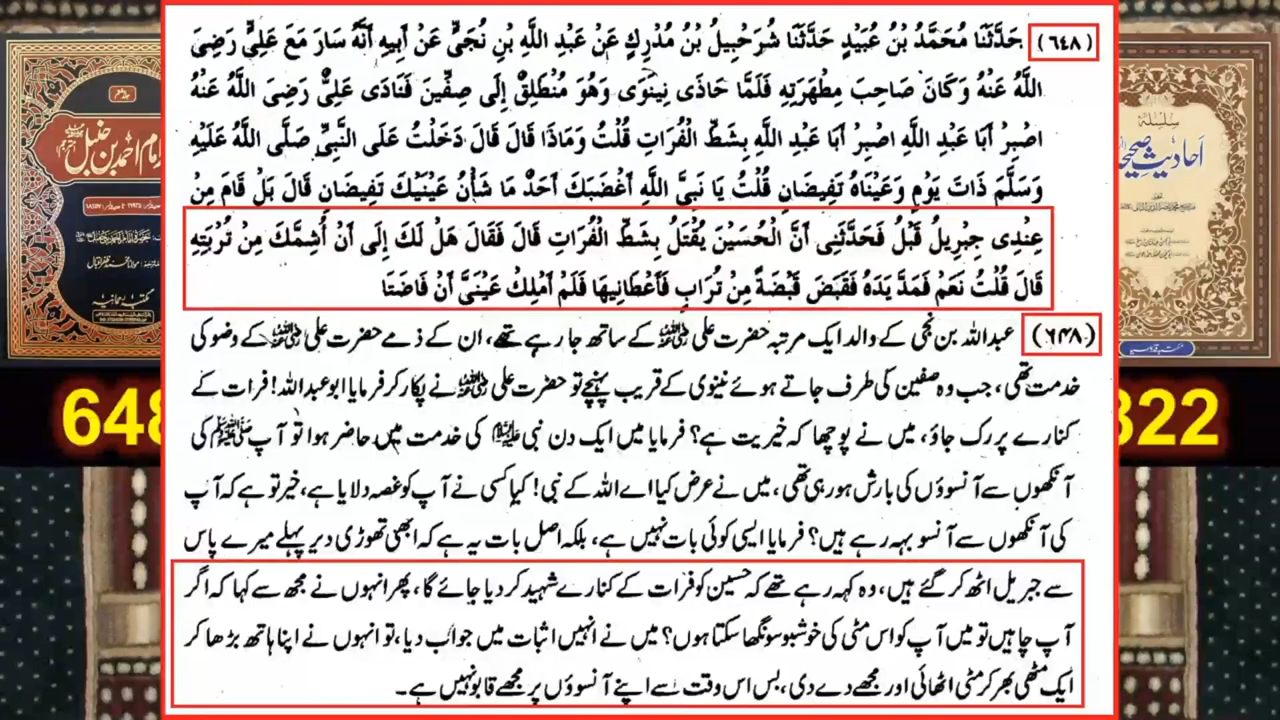 (٦٤٨) حَدَّثَنَا مُحَمَّدُ بْنُ عُبَيْدٍ حَدَّثَنَا شُرَحْبِيلُ بْنُ مُدْرِكٍ عَنْ عَبْدِ اللَّهِ بْنِ نُجَيٍّ عَنْ أَبِيهِ أَنَّهُ سَارَ مَعَ عَلِيٍّ رَضِيَ
اللَّهُ عَنْهُ وَكَانَ صَاحِبَ مِطْهَرَتِهِ فَلَمَّا حَاذَى نِينَوَى وَهُوَ مُنْطَلِقٌ إِلَى صِفِّينَ فَنَادَى عَلِيٌّ رَضِيَ اللَّهُ عَنْهُ
اصْبِرْ أَبَا عَبْدِ اللَّهِ اصْبِرْ أَبَا عَبْدِ اللَّهِ بِشَطِّ الْفُرَاتِ قُلْتُ وَمَاذَا قَالَ قَالَ دَخَلْتُ عَلَى النَّبِيِّ صَلَّى اللَّهُ عَلَيْهِ
وَسَلَّمَ ذَاتَ يَوْمٍ وَعَيْنَاهُ تَفِيضَانِ قُلْتُ يَا نَبِيَّ اللَّهِ أَغْضَبَكَ أَحَدٌ مَا شَأْنُ عَيْنَيْكَ تَفِيضَانِ قَالَ بَلْ قَامَ مِنْ
عِنْدِي جِبْرِيلُ قَبْلُ فَحَدَّثَنِي أَنَّ الْحُسَيْنَ يُقْتَلُ بِشَطِّ الْفُرَاتِ قَالَ فَقَالَ هَلْ لَكَ إِلَى أَنْ أُشِمَّكَ مِنْ تُرْبَتِهِ
قَالَ قُلْتُ نَعَمْ فَمَدَّ يَدَهُ فَقَبَضَ قَبْضَةً مِنْ تُرَابٍ فَأَعْطَانِيهَا فَلَمْ أَمْلِكْ عَيْنَيَّ أَنْ فَاضَتَا
(۶۴۸) عبداللہ بن نجی کے والد ایک مرتبہ حضرت علی رضی اللہ عنہ کے ساتھ جا رہے تھے، ان کے ذمے حضرت علی رضی اللہ عنہ کے وضو کی
خدمت تھی، جب وہ صفین کی طرف جاتے ہوئے نینوی کے قریب پہنچے تو حضرت علی رضی اللہ عنہ نے پکار کر فرمایا ابو عبداللہ! فرات کے
کنارے پر رک جاؤ، میں نے پوچھا کہ خیریت ہے؟ فرمایا میں ایک دن نبی علیہ السلام کی خدمت میں حاضر ہوا تو آپ ﷺ کی
آنکھوں سے آنسوؤں کی بارش ہو رہی تھی، میں نے عرض کیا اے اللہ کے نبی! کیا کسی نے آپ کو غصہ دلایا ہے، خیر تو ہے کہ آپ
کی آنکھوں سے آنسو بہہ رہے ہیں؟ فرمایا ایسی کوئی بات نہیں ہے، بلکہ اصل بات یہ ہے کہ ابھی تھوڑی دیر پہلے میرے پاس
سے جبریل اٹھ کر گئے ہیں، وہ کہہ رہے تھے کہ حسین کو فرات کے کنارے شہید کر دیا جائے گا، پھر انہوں نے مجھ سے کہا کہ اگر
آپ چاہیں تو میں آپ کو اس مٹی کی خوشبو سونگھا سکتا ہوں؟ میں نے انہیں اثبات میں جواب دیا، تو انہوں نے اپنا ہاتھ بڑھا کر
ایک مٹھی بھر کر مٹی اٹھائی اور مجھے دے دی، بس اس وقت سے اپنے آنسوؤں پر مجھے قابو نہیں ہے۔
امام احمد بن حنبل
648
سلسلہ
احادیث صحیحہ
822